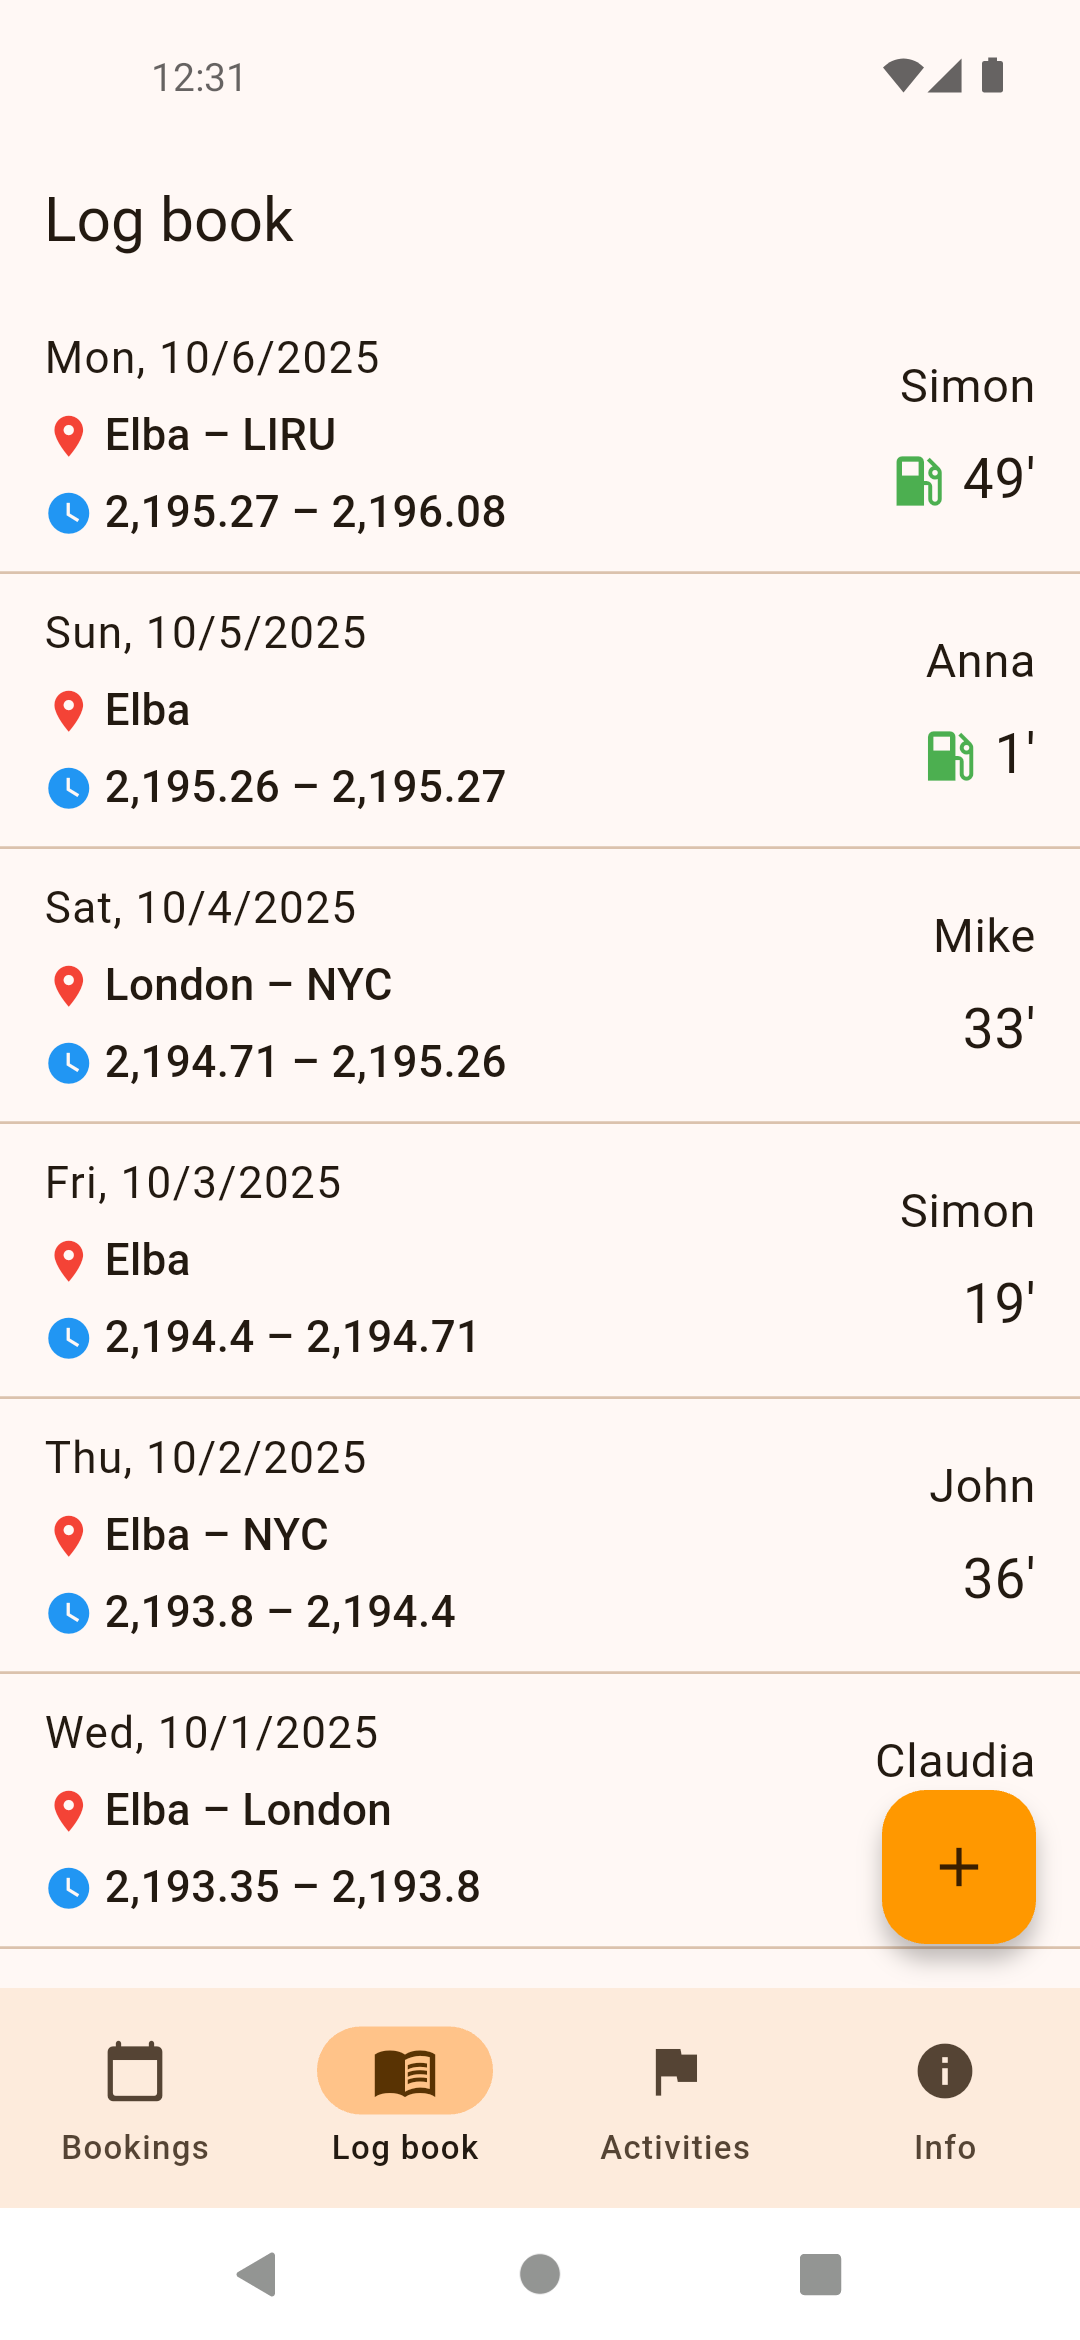 12:31
Log book
Mon, 10/6/2025
Elba – LIRU
2,195.27 – 2,196.08
Simon
49'
Sun, 10/5/2025
Elba
2,195.26 – 2,195.27
Anna
1'
Sat, 10/4/2025
London – NYC
2,194.71 – 2,195.26
Mike
33'
Fri, 10/3/2025
Elba
2,194.4 – 2,194.71
Simon
19'
Thu, 10/2/2025
Elba – NYC
2,193.8 – 2,194.4
John
36'
Wed, 10/1/2025
Elba – London
2,193.35 – 2,193.8
Claudia
Bookings
Log book
Activities
Info